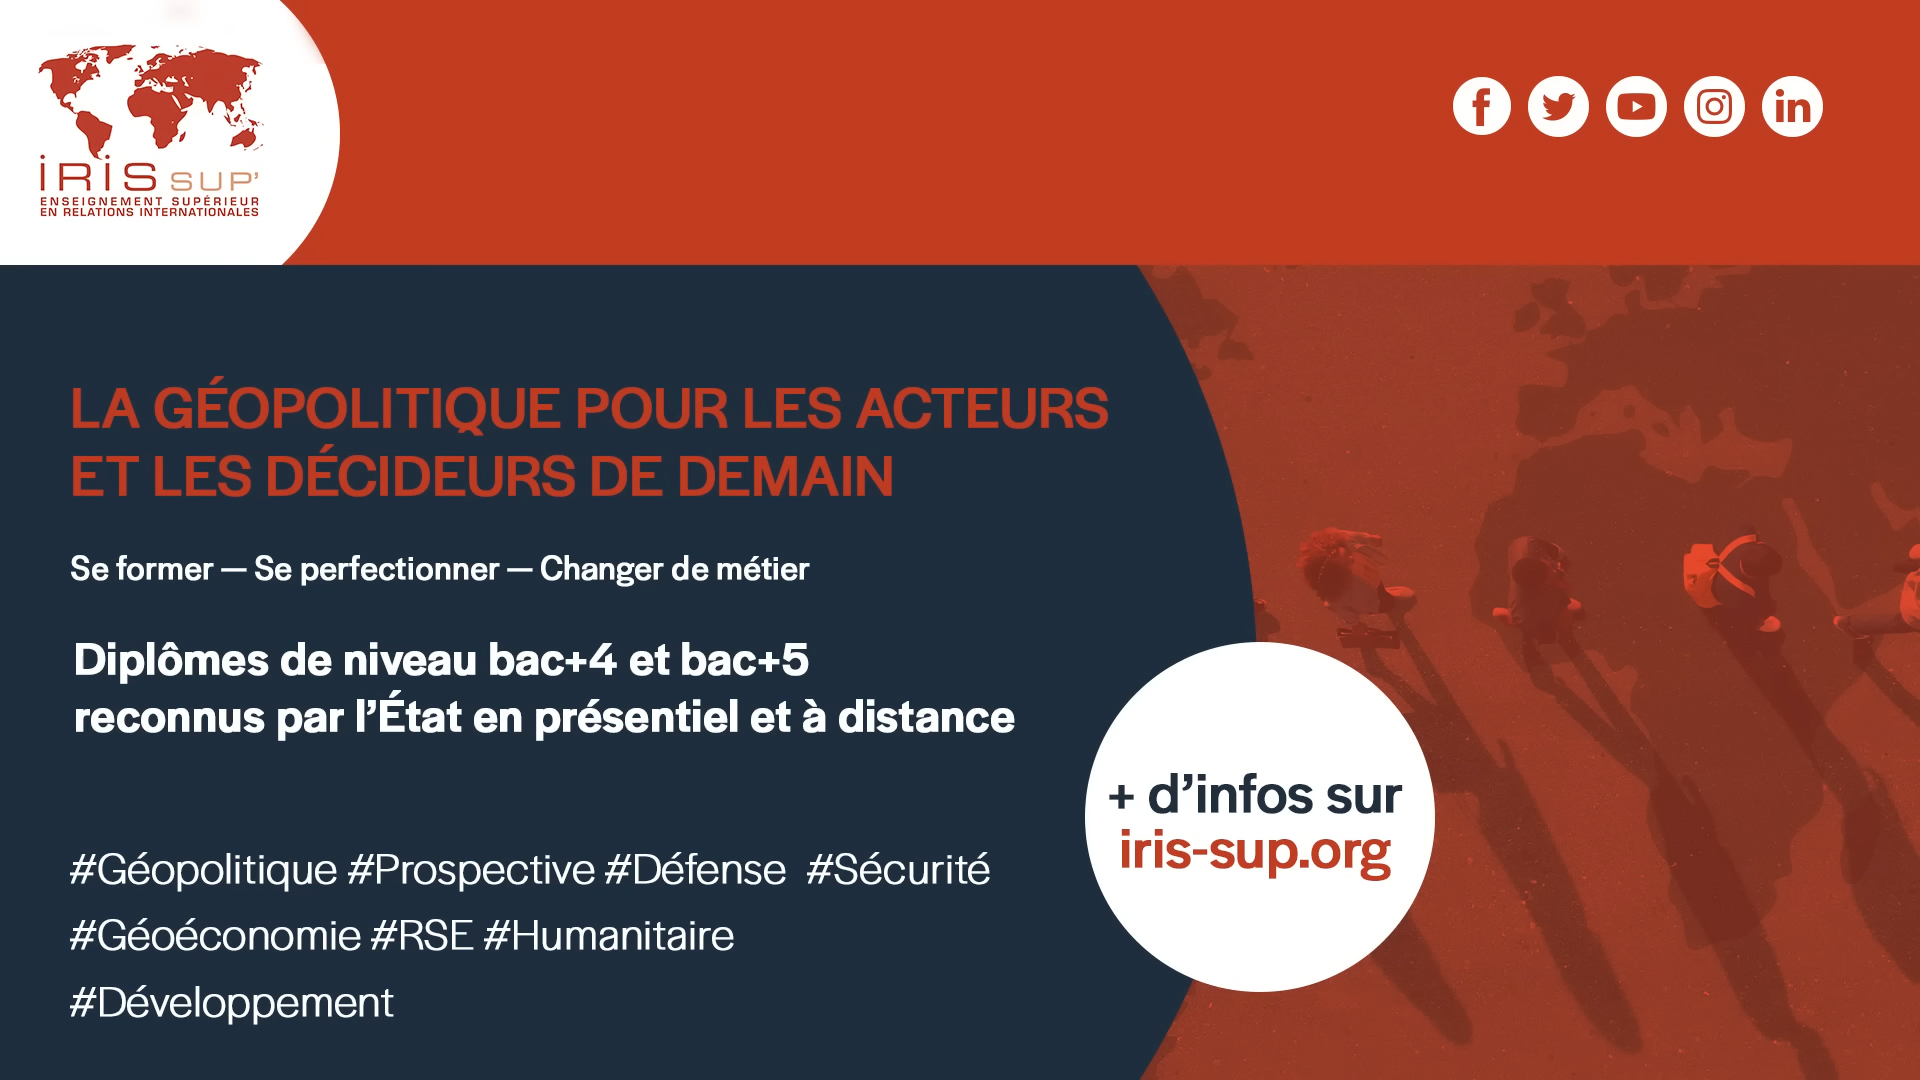 iRiS SUP'
ENSEIGNEMENT SUPÉRIEUR
EN RELATIONS INTERNATIONALES
LA GÉOPOLITIQUE POUR LES ACTEURS
ET LES DÉCIDEURS DE DEMAIN
Se former — Se perfectionner — Changer de métier
Diplômes de niveau bac+4 et bac+5
reconnus par l’État en présentiel et à distance
+ d’infos sur
iris-sup.org
#Géopolitique #Prospective #Défense #Sécurité
#Géoéconomie #RSE #Humanitaire
#Développement